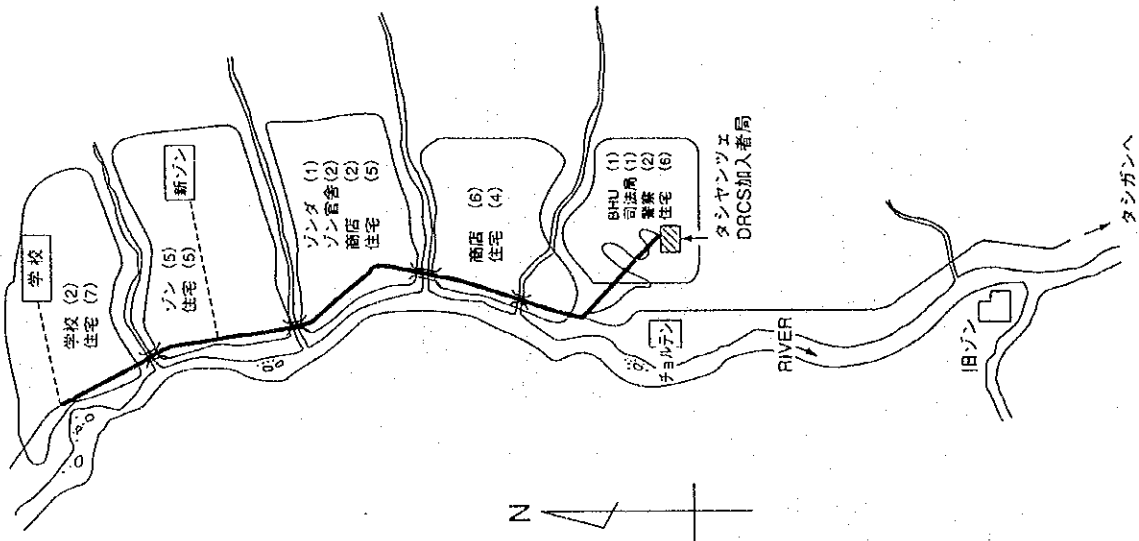 学校
学校 (2)
住宅 (7)
新ゾン
ゾン (5)
住宅 (5)
ゾンダ (1)
ゾン官舎 (2)
商店 (2)
住宅 (5)
商店 (6)
住宅 (4)
BHU (1)
司法局 (1)
警察 (2)
住宅 (6)
タシヤンツェ
DRCS加入者局
チョルテン
RIVER
旧ゾン
タシガンへ
N